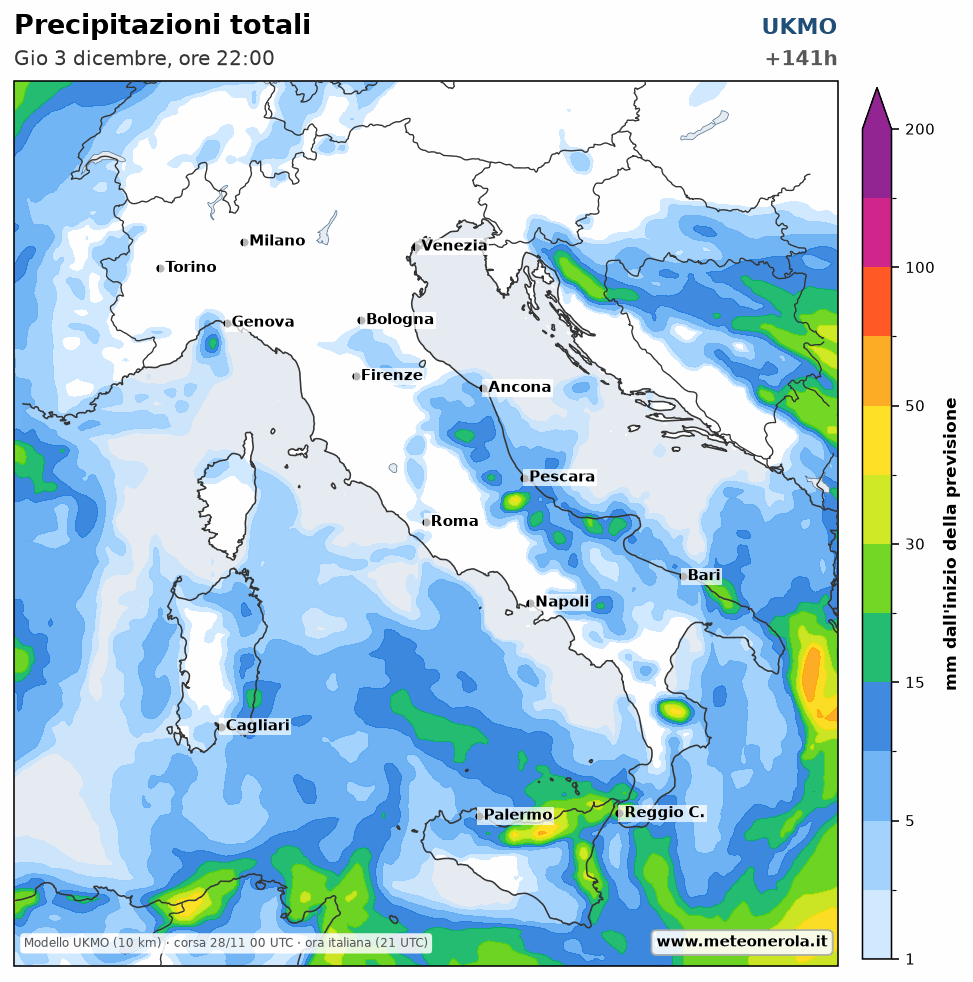 Precipitazioni totali
UKMO
Gio 3 dicembre, ore 22:00
+141h
200
Milano
Venezia
Torino
100
Genova
Bologna
Firenze
Ancona
50
Pescara
Roma
30
Bari
Napoli
15
Cagliari
Palermo
Reggio C.
5
mm dall'inizio della previsione
Modello UKMO (10 km) · corsa 28/11 00 UTC · ora italiana (21 UTC)
www.meteonerola.it
1